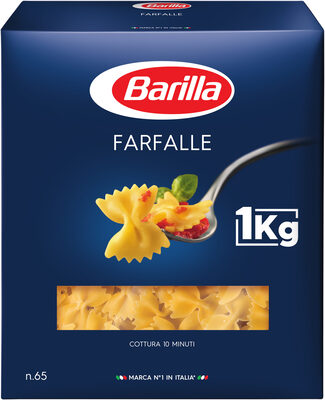 Barilla
FARFALLE
1Kg
COTTURA 10 MINUTI
n.65
MARCA N°1 IN ITALIA*